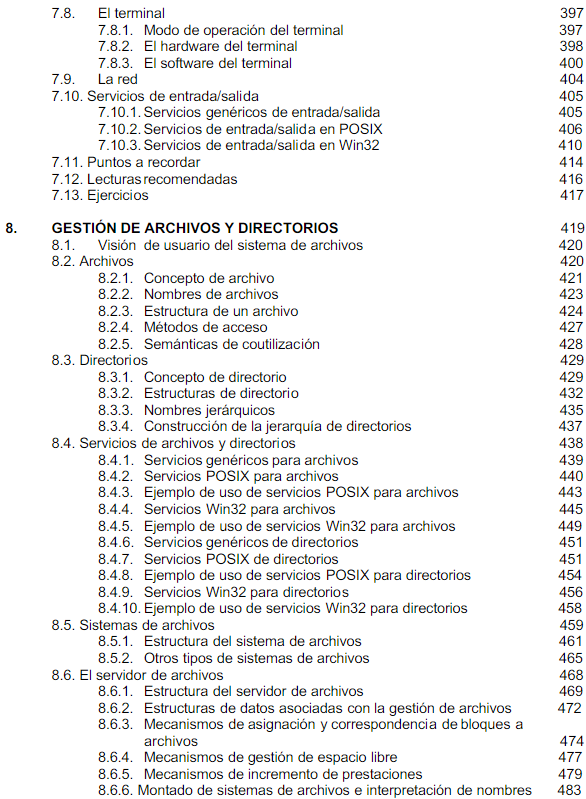 7.8. El terminal 397
7.8.1. Modo de operación del terminal 397
7.8.2. El hardware del terminal 398
7.8.3. El software del terminal 400
7.9. La red 404
7.10. Servicios de entrada/salida 405
7.10.1. Servicios genéricos de entrada/salida 405
7.10.2. Servicios de entrada/salida en POSIX 406
7.10.3. Servicios de entrada/salida en Win32 410
7.11. Puntos a recordar 414
7.12. Lecturas recomendadas 416
7.13. Ejercicios 417
8. GESTIÓN DE ARCHIVOS Y DIRECTORIOS 419
8.1. Visión de usuario del sistema de archivos 420
8.2. Archivos 420
8.2.1. Concepto de archivo 421
8.2.2. Nombres de archivos 423
8.2.3. Estructura de un archivo 424
8.2.4. Métodos de acceso 427
8.2.5. Semánticas de coutilización 428
8.3. Directorios 429
8.3.1. Concepto de directorio 429
8.3.2. Estructuras de directorio 432
8.3.3. Nombres jerárquicos 435
8.3.4. Construcción de la jerarquía de directorios 437
8.4. Servicios de archivos y directorios 438
8.4.1. Servicios genéricos para archivos 439
8.4.2. Servicios POSIX para archivos 440
8.4.3. Ejemplo de uso de servicios POSIX para archivos 443
8.4.4. Servicios Win32 para archivos 445
8.4.5. Ejemplo de uso de servicios Win32 para archivos 449
8.4.6. Servicios genéricos de directorios 451
8.4.7. Servicios POSIX de directorios 451
8.4.8. Ejemplo de uso de servicios POSIX para directorios 454
8.4.9. Servicios Win32 para directorios 456
8.4.10. Ejemplo de uso de servicios Win32 para directorios 458
8.5. Sistemas de archivos 459
8.5.1. Estructura del sistema de archivos 461
8.5.2. Otros tipos de sistemas de archivos 465
8.6. El servidor de archivos 468
8.6.1. Estructura del servidor de archivos 469
8.6.2. Estructuras de datos asociadas con la gestión de archivos 472
8.6.3. Mecanismos de asignación y correspondencia de bloques a
archivos 474
8.6.4. Mecanismos de gestión de espacio libre 477
8.6.5. Mecanismos de incremento de prestaciones 479
8.6.6. Montado de sistemas de archivos e interpretación de nombres 483